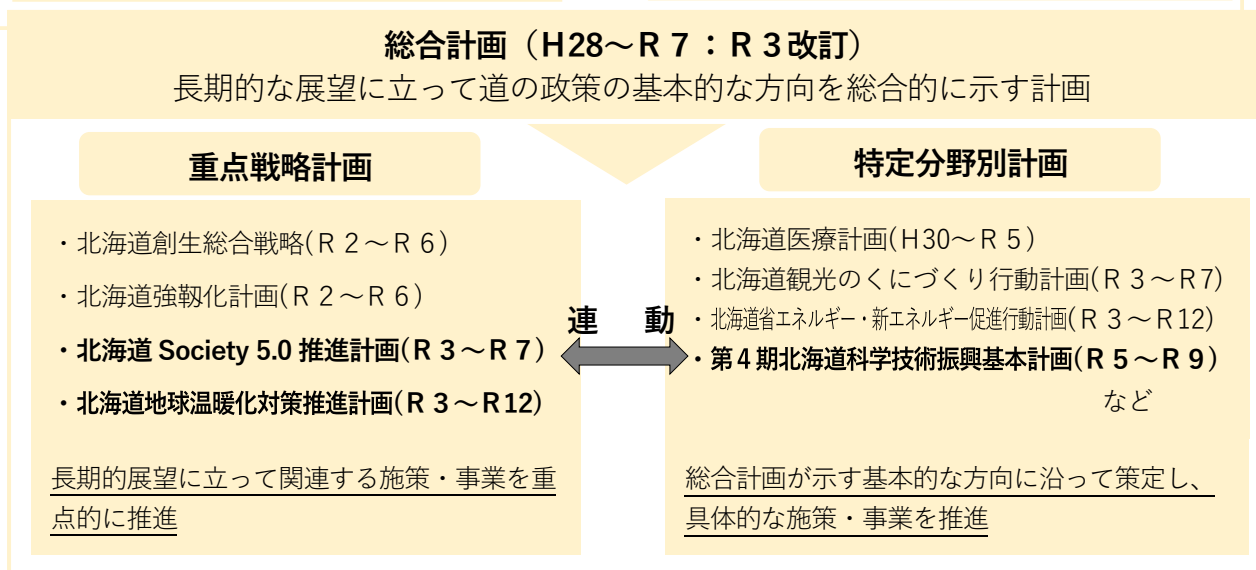 総合計画（H28～R７：R３改訂）
長期的な展望に立って道の政策の基本的な方向を総合的に示す計画
重点戦略計画
・北海道創生総合戦略(R２～R６)
・北海道強靱化計画(R２～R６)
・北海道 Society 5.0 推進計画(R３～R７)
・北海道地球温暖化対策推進計画(R３～R12)
長期的展望に立って関連する施策・事業を重
点的に推進
連　動
特定分野別計画
・北海道医療計画(H30～R５)
・北海道観光のくにづくり行動計画(R３～R7)
・北海道省エネルギー・新エネルギー促進行動計画(R３～R12)
・第４期北海道科学技術振興基本計画(R５～R９)
など
総合計画が示す基本的な方向に沿って策定し、
具体的な施策・事業を推進